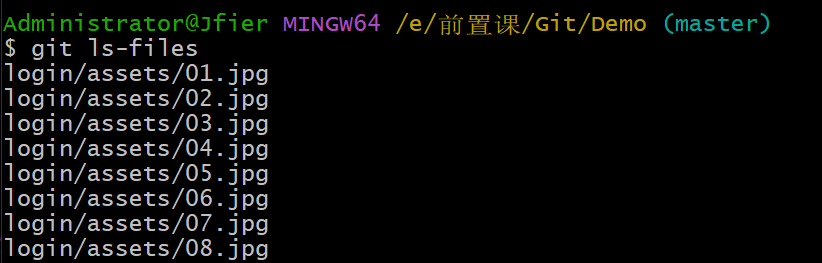 Administrator@Jfier MINGW64 /e/前置课/Git/Demo (master)
$ git ls-files
login/assets/01.jpg
login/assets/02.jpg
login/assets/03.jpg
login/assets/04.jpg
login/assets/05.jpg
login/assets/06.jpg
login/assets/07.jpg
login/assets/08.jpg